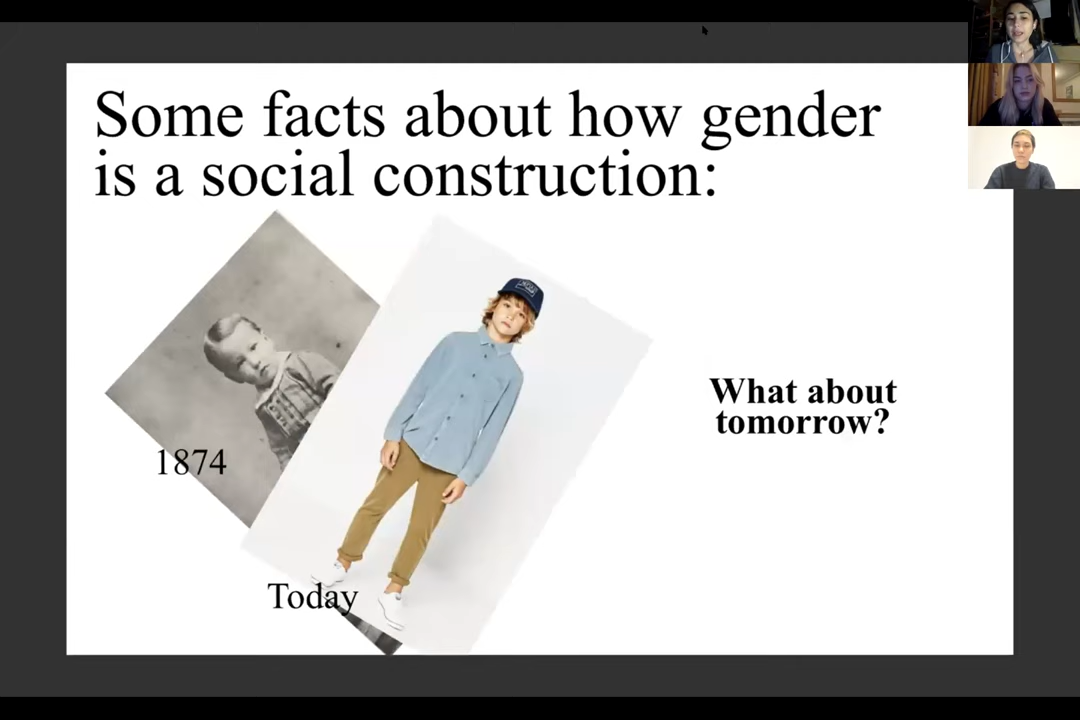 Some facts about how gender
is a social construction:
What about
tomorrow?
1874
Today